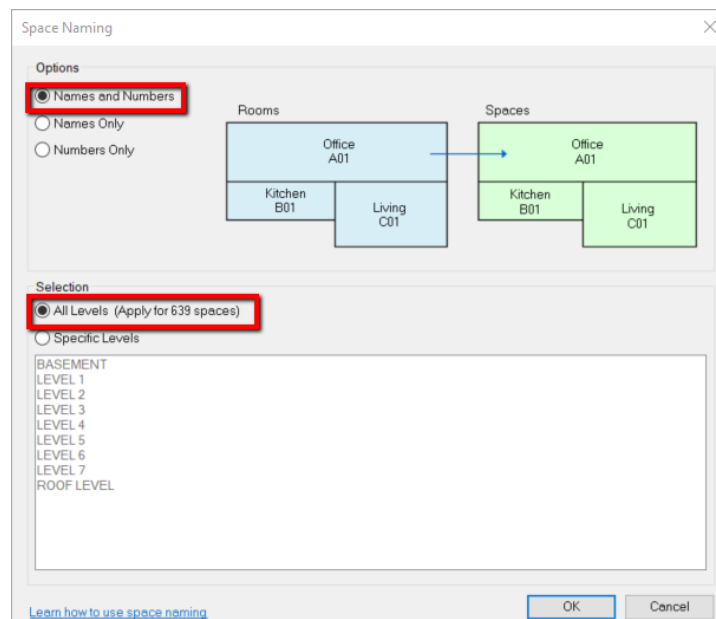 Space Naming
Options
Names and Numbers
Names Only
Numbers Only
Rooms
Office
A01
Kitchen
B01
Living
C01
Spaces
Office
A01
Kitchen
B01
Living
C01
Selection
All Levels (Apply for 639 spaces)
Specific Levels
BASEMENT
LEVEL 1
LEVEL 2
LEVEL 3
LEVEL 4
LEVEL 5
LEVEL 6
LEVEL 7
ROOF LEVEL
Learn how to use space naming
OK
Cancel